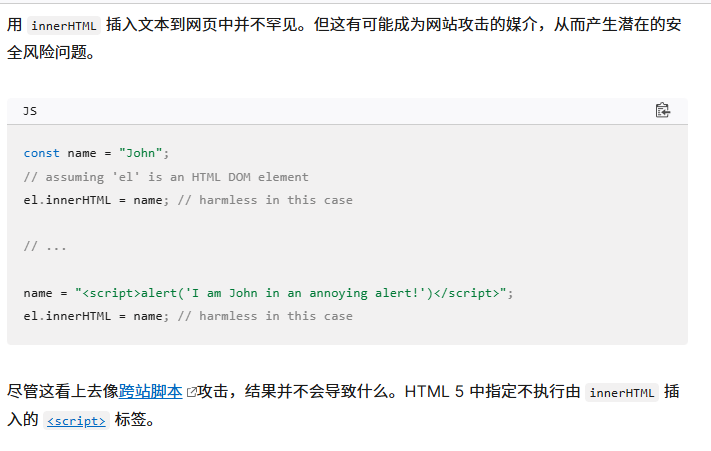 用 innerHTML 插入文本到网页中并不罕见。但这有可能成为网站攻击的媒介，从而产生潜在的安
全风险问题。
JS
const name = "John";
// assuming 'el' is an HTML DOM element
el.innerHTML = name; // harmless in this case
// ...
name = "<script>alert('I am John in an annoying alert!')</script>";
el.innerHTML = name; // harmless in this case
尽管这看上去像跨站脚本攻击，结果并不会导致什么。HTML 5 中指定不执行由 innerHTML 插
入的 <script> 标签。